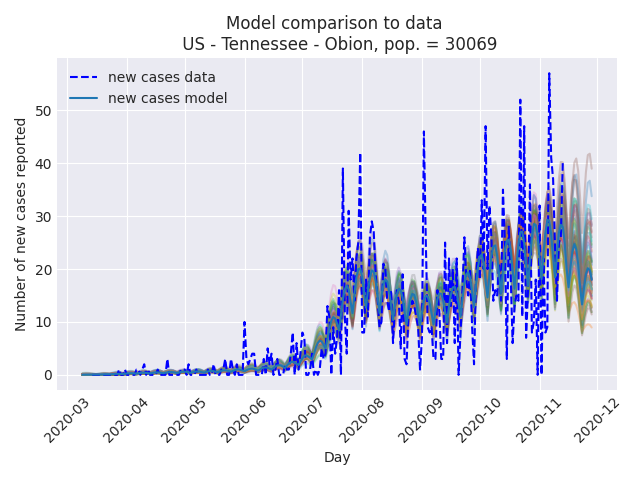 Model comparison to data
US - Tennessee - Obion, pop. = 30069
new cases data
new cases model
Number of new cases reported
50
40
30
20
10
0
2020-03
2020-04
2020-05
2020-06
2020-07
2020-08
2020-09
2020-10
2020-11
2020-12
Day